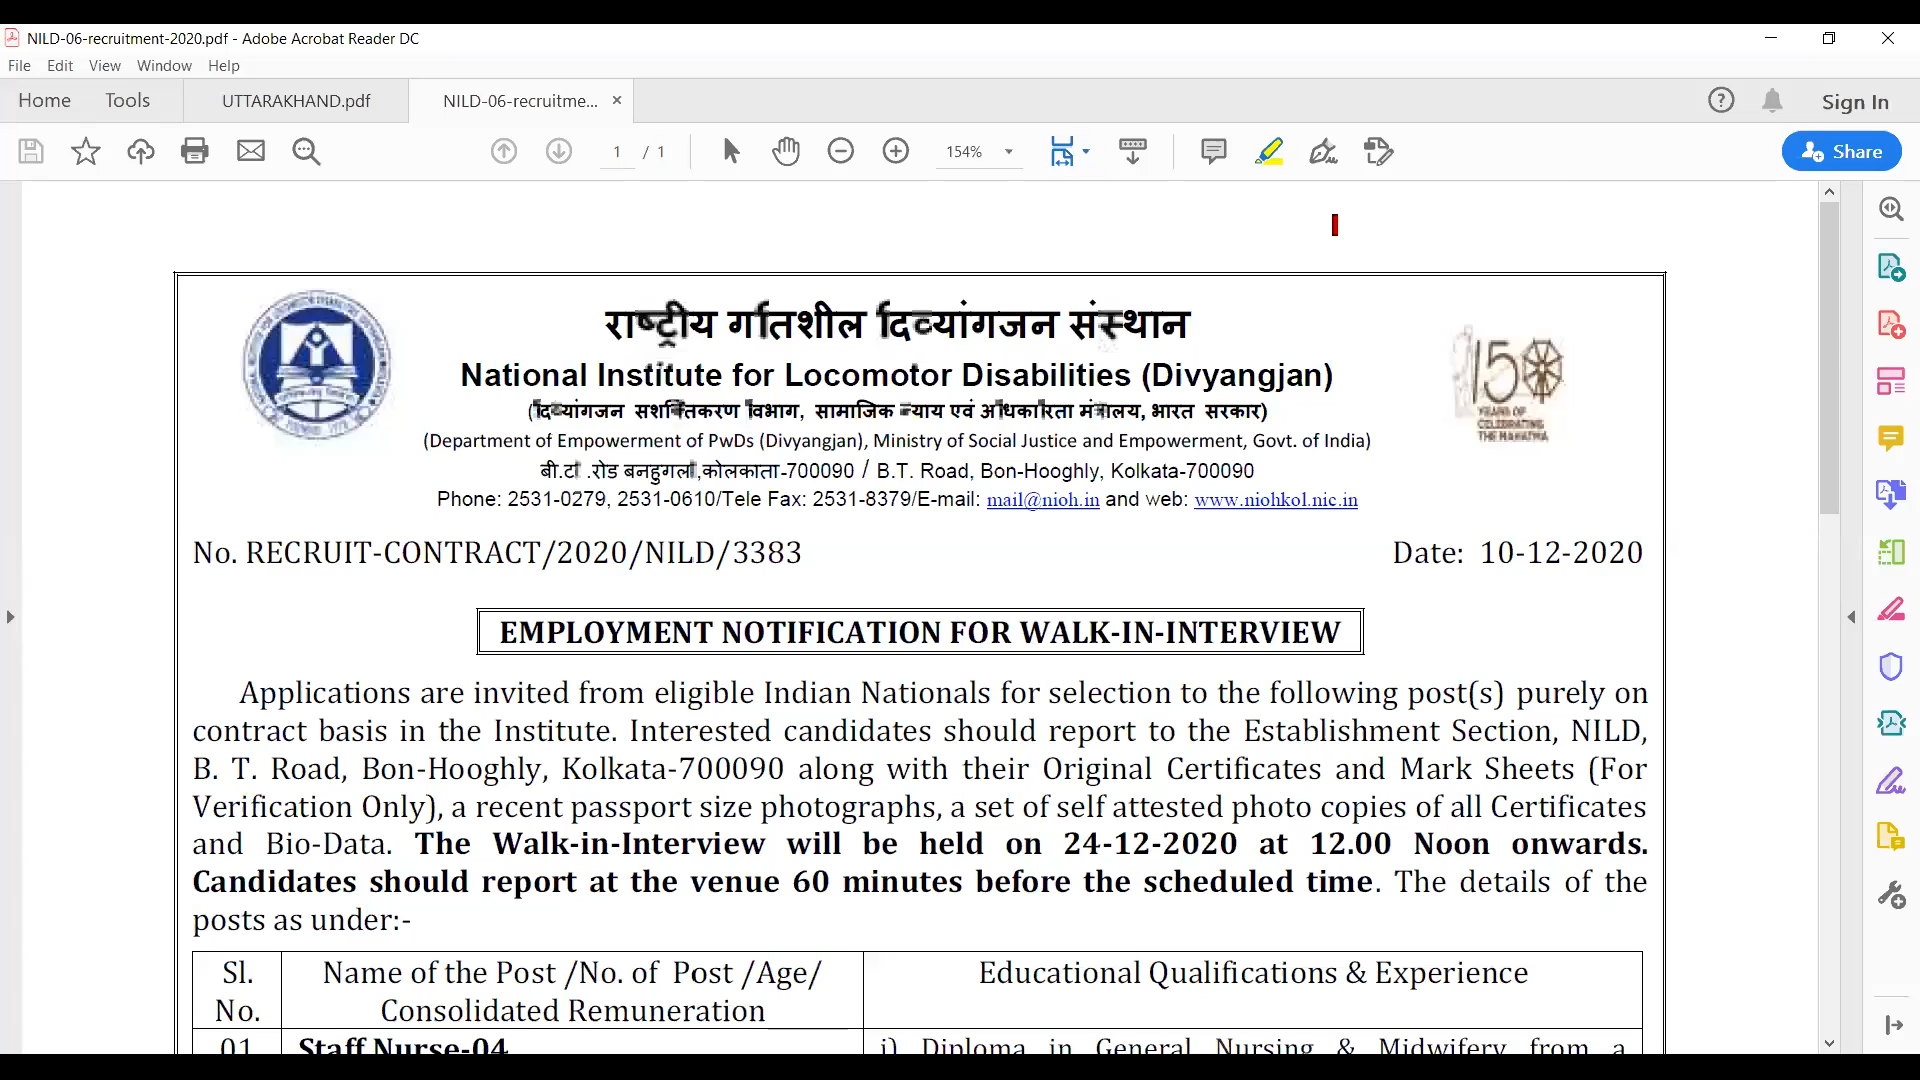 NILD-06-recruitment-2020.pdf - Adobe Acrobat Reader DC
File Edit View Window Help
Home Tools UTTARAKHAND.pdf NILD-06-recruitme... × Sign In
1 / 1 154% Share
राष्ट्रीय गतिशील दिव्यांगजन संस्थान
National Institute for Locomotor Disabilities (Divyangjan)
(दिव्यांगजन सशक्तिकरण विभाग, सामाजिक न्याय एवं अधिकारिता मंत्रालय, भारत सरकार)
(Department of Empowerment of PwDs (Divyangjan), Ministry of Social Justice and Empowerment, Govt. of India)
बी.टी .रोड बनहुगली,कोलकाता-700090 / B.T. Road, Bon-Hooghly, Kolkata-700090
Phone: 2531-0279, 2531-0610/Tele Fax: 2531-8379/E-mail: mail@nioh.in and web: www.niohkol.nic.in
150
YEARS OF
CELEBRATING
THE MAHATMA
No. RECRUIT-CONTRACT/2020/NILD/3383 Date: 10-12-2020
EMPLOYMENT NOTIFICATION FOR WALK-IN-INTERVIEW
Applications are invited from eligible Indian Nationals for selection to the following post(s) purely on
contract basis in the Institute. Interested candidates should report to the Establishment Section, NILD,
B. T. Road, Bon-Hooghly, Kolkata-700090 along with their Original Certificates and Mark Sheets (For
Verification Only), a recent passport size photographs, a set of self attested photo copies of all Certificates
and Bio-Data. The Walk-in-Interview will be held on 24-12-2020 at 12.00 Noon onwards.
Candidates should report at the venue 60 minutes before the scheduled time. The details of the
posts as under:-
Sl. Name of the Post /No. of Post /Age/ Educational Qualifications & Experience
No. Consolidated Remuneration
01 Staff Nurse-04 i) Diploma in General Nursing & Midwifery from a